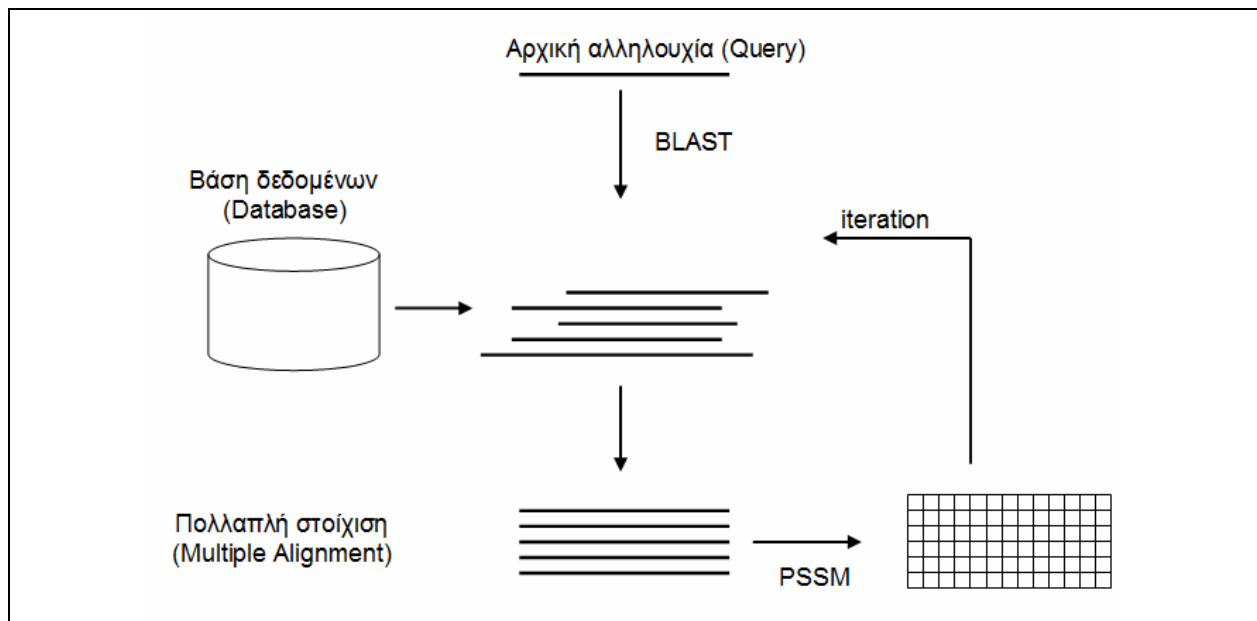 Αρχική αλληλουχία (Query)
BLAST
Βάση δεδομένων
(Database)
iteration
Πολλαπλή στοίχιση
(Multiple Alignment)
PSSM